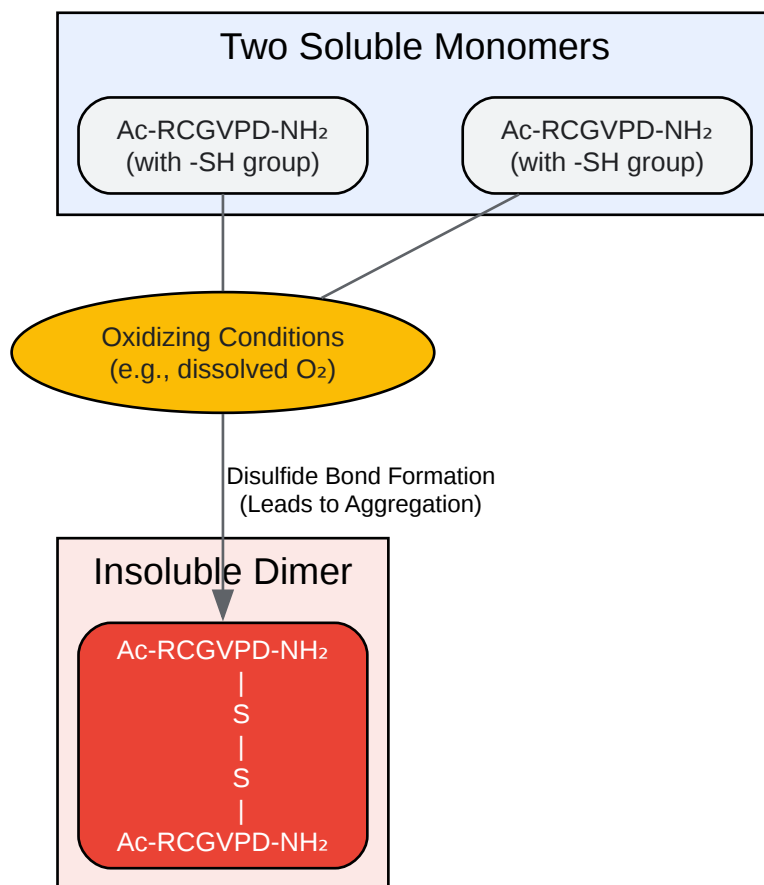 Two Soluble Monomers
Ac-RCGVPD-NH₂
(with -SH group)
Ac-RCGVPD-NH₂
(with -SH group)
Oxidizing Conditions
(e.g., dissolved O₂)
Disulfide Bond Formation
(Leads to Aggregation)
Insoluble Dimer
Ac-RCGVPD-NH₂
|
S
|
S
|
Ac-RCGVPD-NH₂